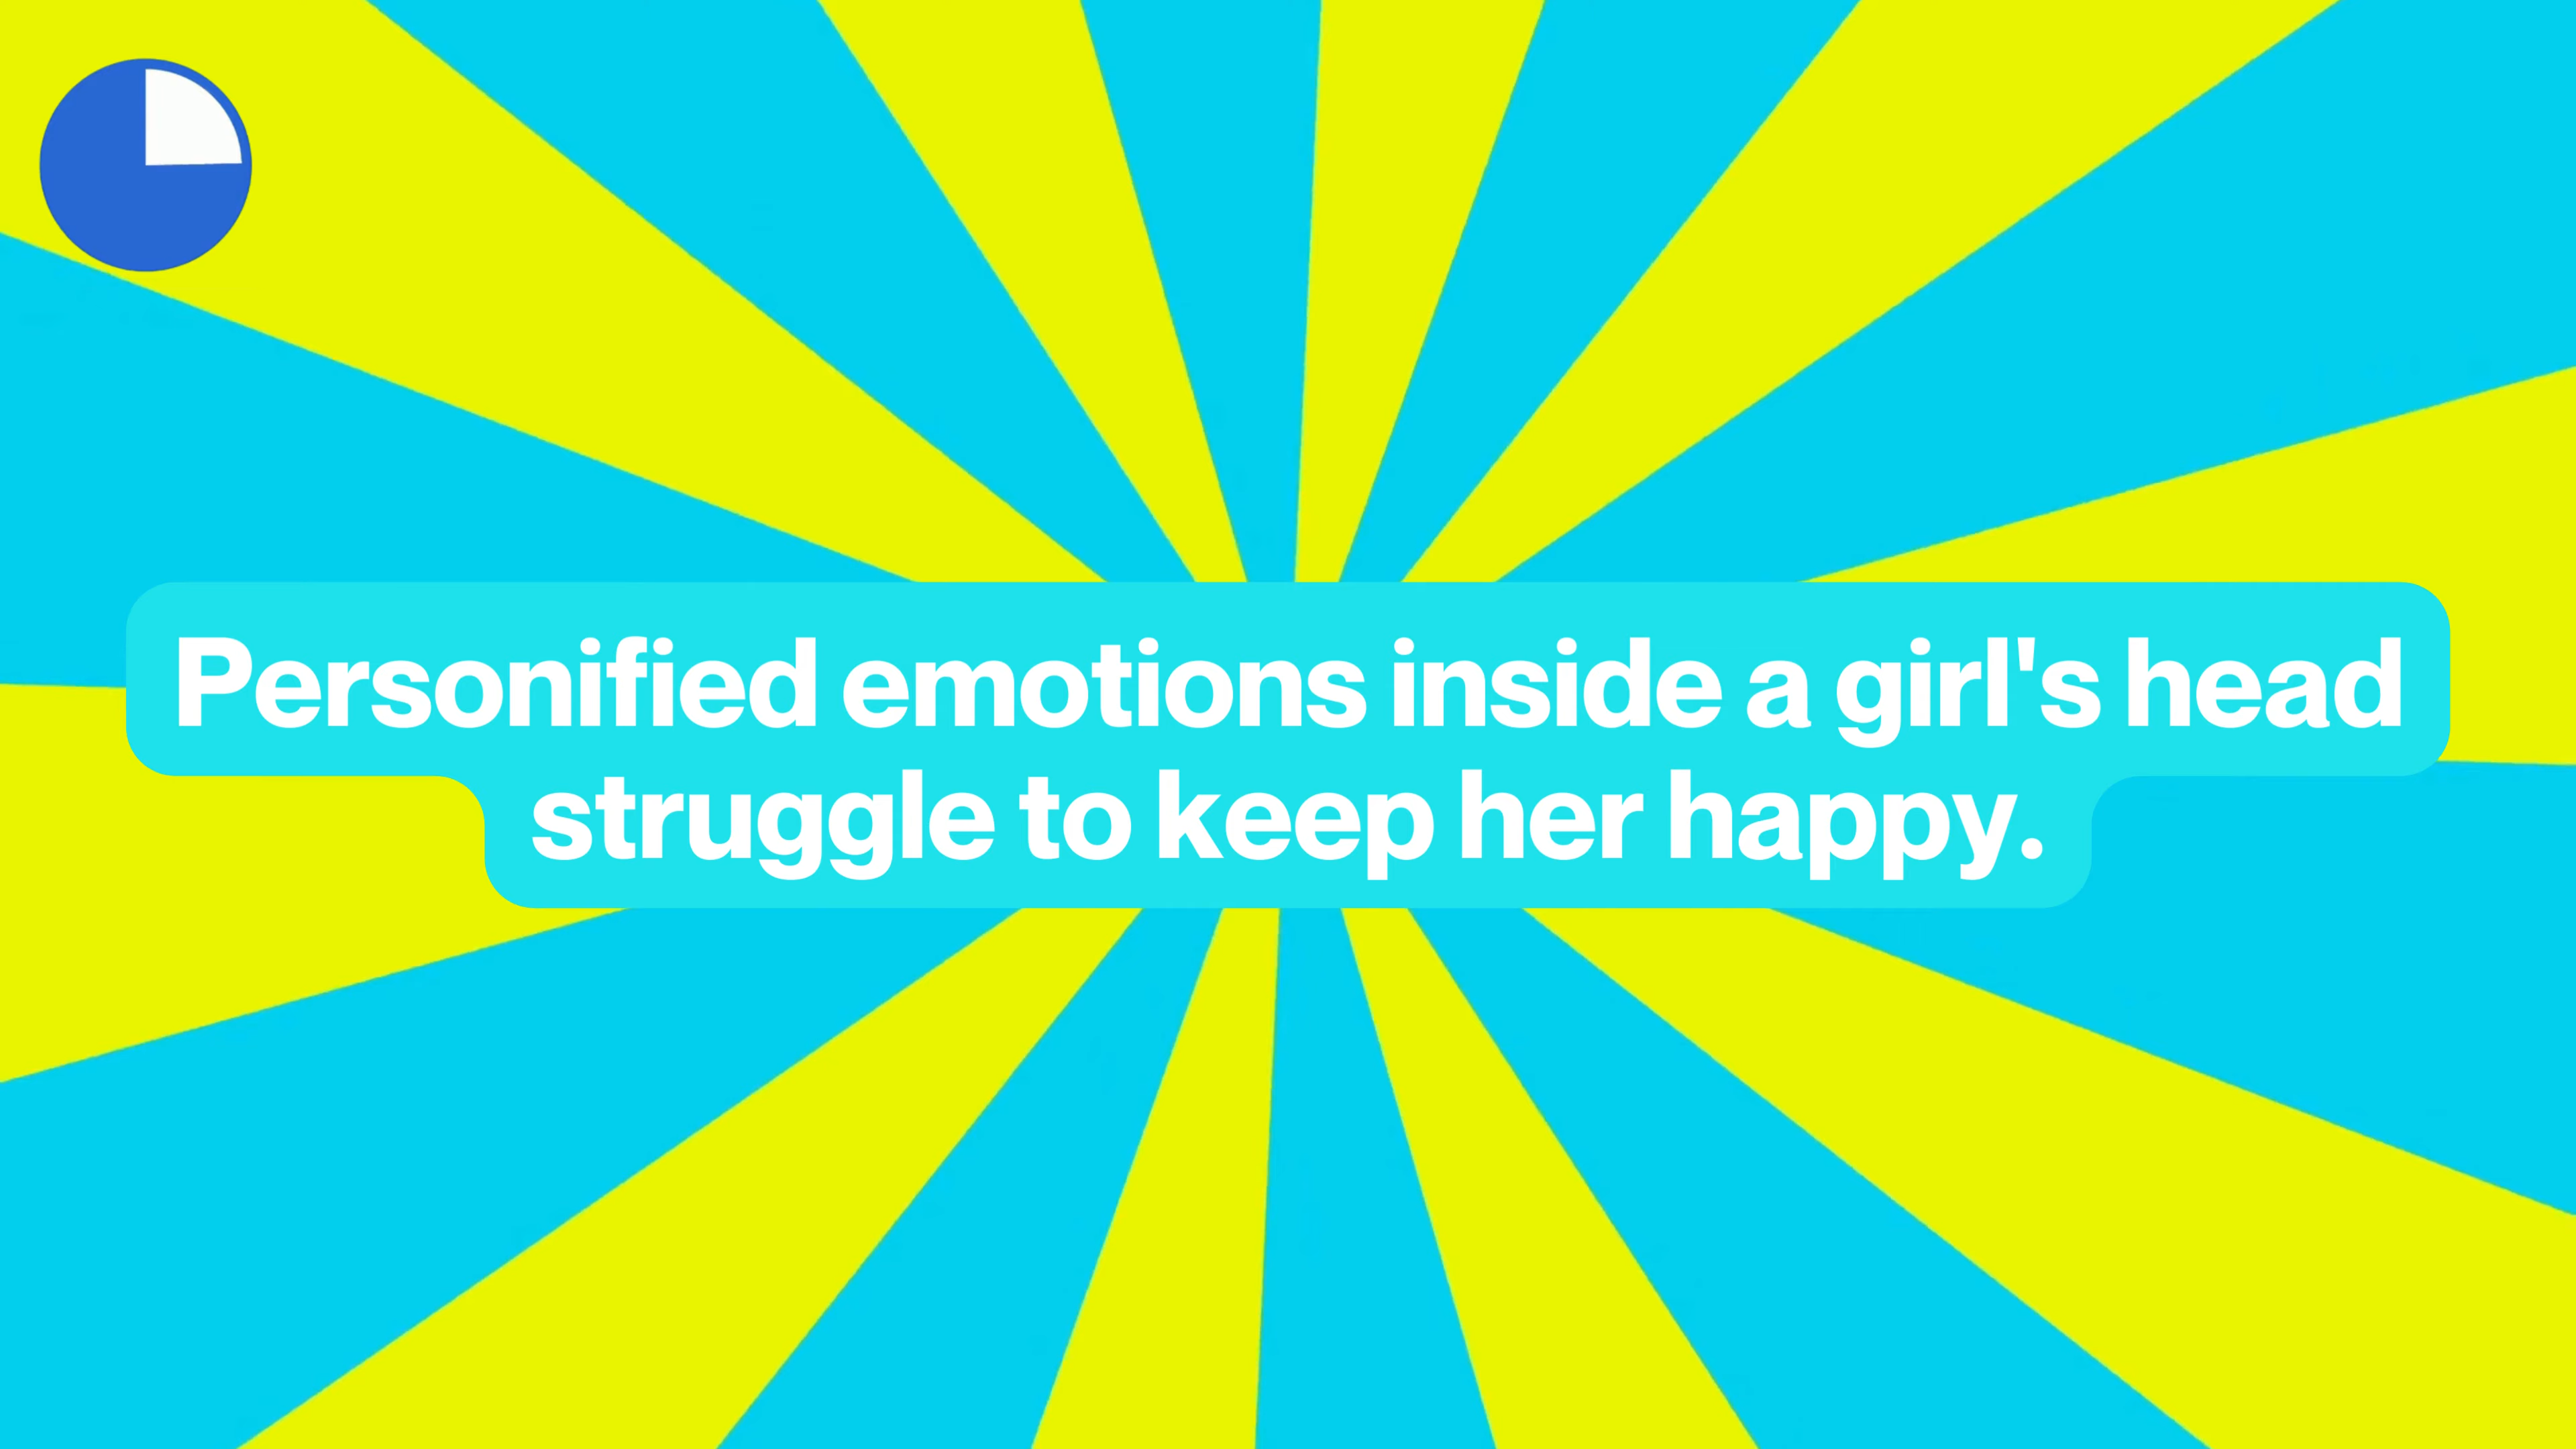 Personified emotions inside a girl's head
struggle to keep her happy.